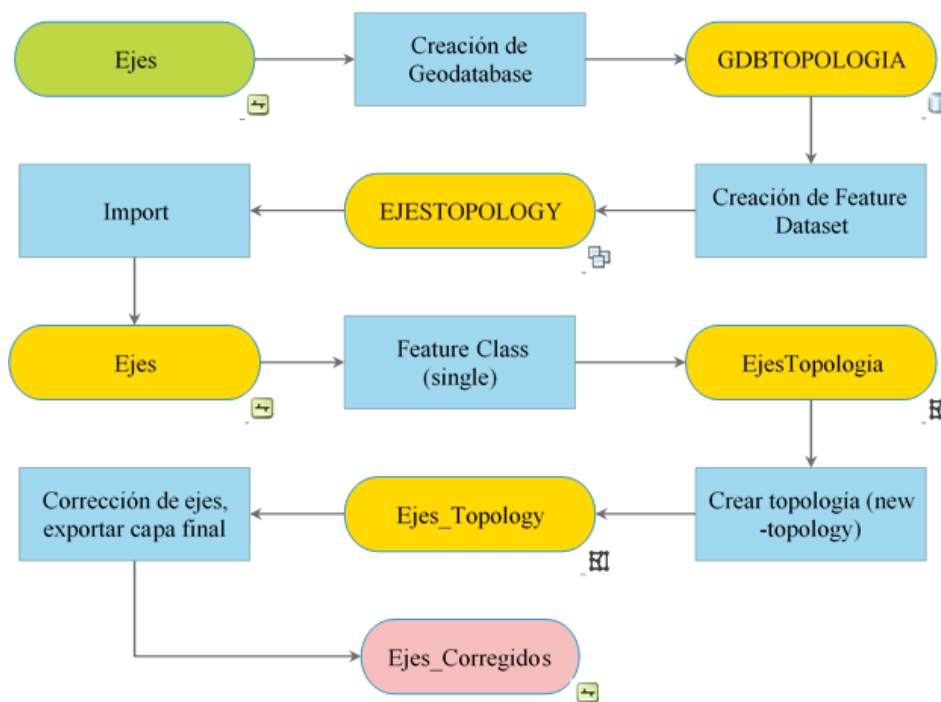 Ejes
Creación de
Geodatabase
GDBTOPOLOGIA
Import
EJESTOPOLOGY
Creación de Feature
Dataset
Ejes
Feature Class
(single)
EjesTopologia
Corrección de ejes,
exportar capa final
Ejes_Topology
Crear topología (new
-topology)
Ejes_Corregidos